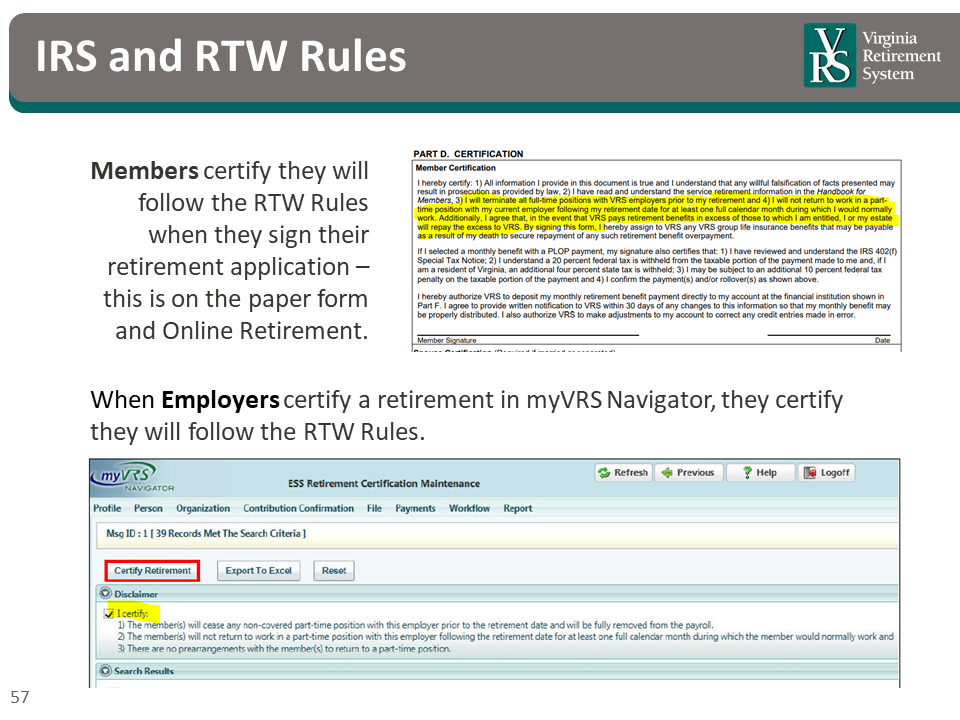 IRS and RTW Rules
VRS
Virginia
Retirement
System
Members certify they will
follow the RTW Rules
when they sign their
retirement application –
this is on the paper form
and Online Retirement.
PART D. CERTIFICATION
Member Certification
I hereby certify: 1) All information I provide in this document is true and I understand that any willful falsification of facts presented may
result in prosecution as provided by law, 2) I have read and understand the service retirement information in the Handbook for
Members, 3) I will terminate all full-time positions with VRS employers prior to my retirement and 4) I will not return to work in a part-
time position with my current employer following my retirement date for at least one full calendar month during which I would normally
work. Additionally, I agree that, in the event that VRS pays retirement benefits in excess of those to which I am entitled, I or my estate
will repay the excess to VRS. By signing this form, I hereby assign to VRS any VRS group life insurance benefits that may be payable
as a result of my death to secure repayment of any such retirement benefit overpayment.
If I selected a monthly benefit with a PLOP payment, my signature also certifies that: 1) I have reviewed and understand the IRS 402(f)
Special Tax Notice; 2) I understand a 20 percent federal tax is withheld from the taxable portion of the payment made to me and, if I
am a resident of Virginia, an additional four percent state tax is withheld; 3) I may be subject to an additional 10 percent federal tax
penalty on the taxable portion of the payment and 4) I confirm the payment(s) and/or rollover(s) as shown above.
I hereby authorize VRS to deposit my monthly retirement benefit payment directly to my account at the financial institution shown in
Part F. I agree to provide written notification to VRS within 30 days of any changes to this information so that my monthly benefit may
be properly distributed. I also authorize VRS to make adjustments to my account to correct any credit entries made in error.
Member Signature Date
When Employers certify a retirement in myVRS Navigator, they certify
they will follow the RTW Rules.
myVRS
NAVIGATOR
ESS Retirement Certification Maintenance
Refresh Previous Help Logoff
Profile Person Organization Contribution Confirmation File Payments Workflow Report
Msg ID : 1 [ 39 Records Met The Search Criteria ]
Certify Retirement Export To Excel Reset
Disclaimer
I certify:
1) The member(s) will cease any non-covered part-time position with this employer prior to the retirement date and will be fully removed from the payroll.
2) The member(s) will not return to work in a part-time position with this employer following the retirement date for at least one full calendar month during which the member would normally work and
3) There are no prearrangements with the member(s) to return to a part-time position.
Search Results
57